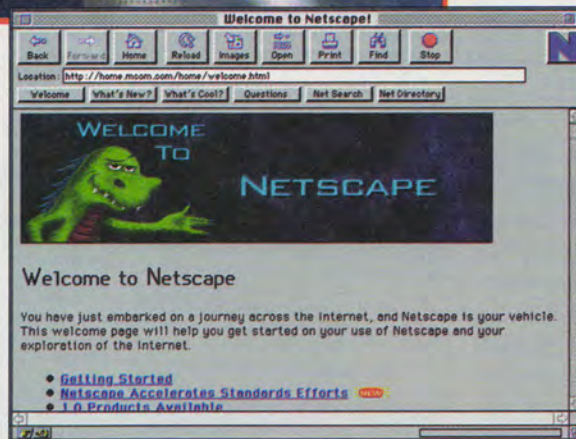 Welcome to Netscape!
Back Forward Home Reload Images Open Print Find Stop
N
Location: http://home.mcom.com/home/welcome.html
Welcome What's New? What's Cool? Questions Net Search Net Directory
WELCOME
TO
NETSCAPE
Welcome to Netscape
You have just embarked on a journey across the Internet, and Netscape is your vehicle.
This welcome page will help you get started on your use of Netscape and your
exploration of the Internet.
Getting Started
Netscape Accelerates Standards Efforts NEW
1.0 Products Available